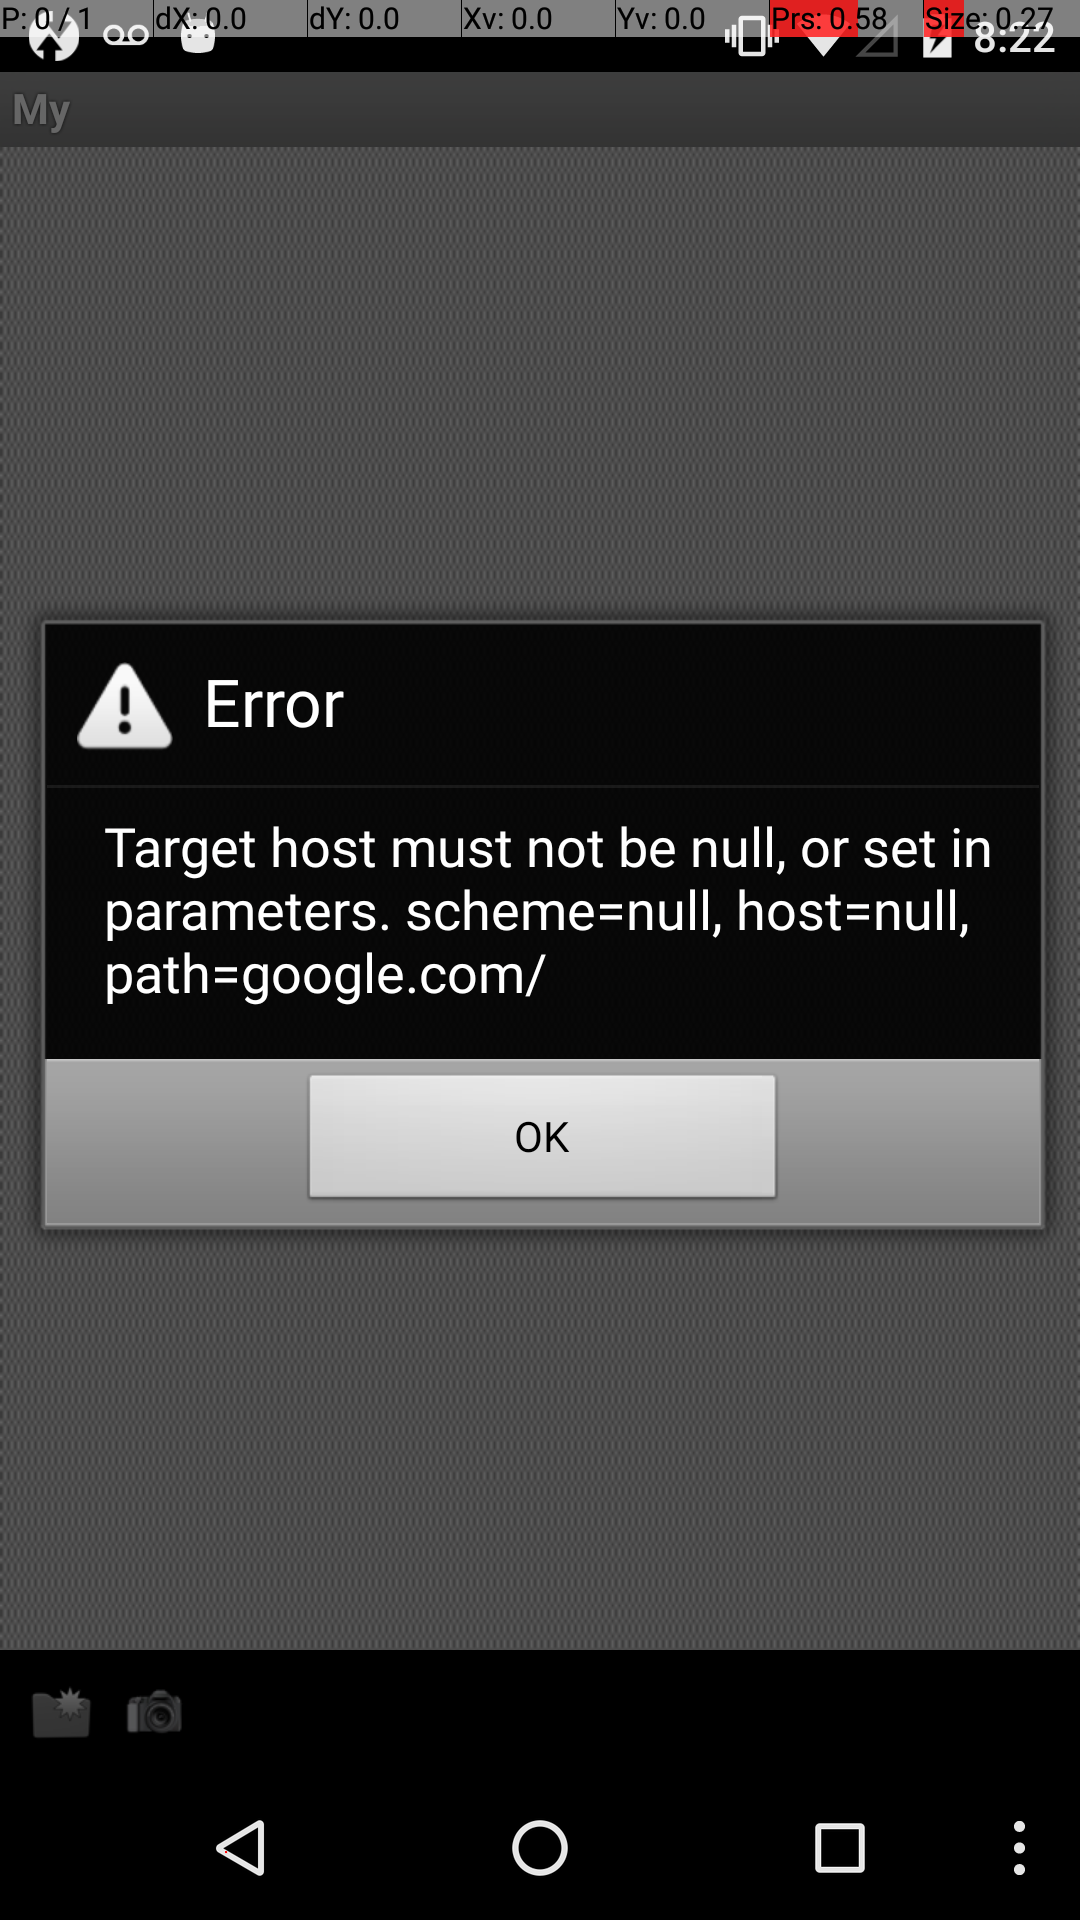 P: 0 / 1 dX: 0.0 dY: 0.0 Xv: 0.0 Yv: 0.0 Prs: 0.58 Size: 0.27
8:22
My
Error
Target host must not be null, or set in
parameters. scheme=null, host=null,
path=google.com/
OK